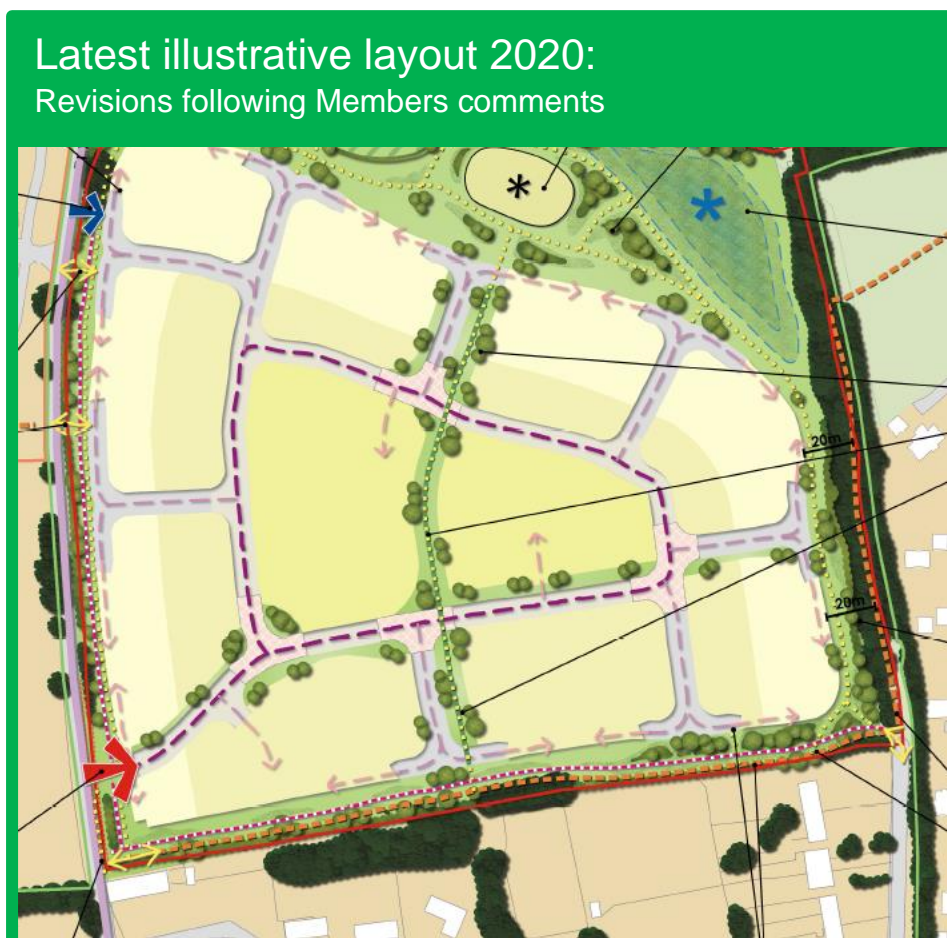 Latest illustrative layout 2020:
Revisions following Members comments
*
*
20m
20m